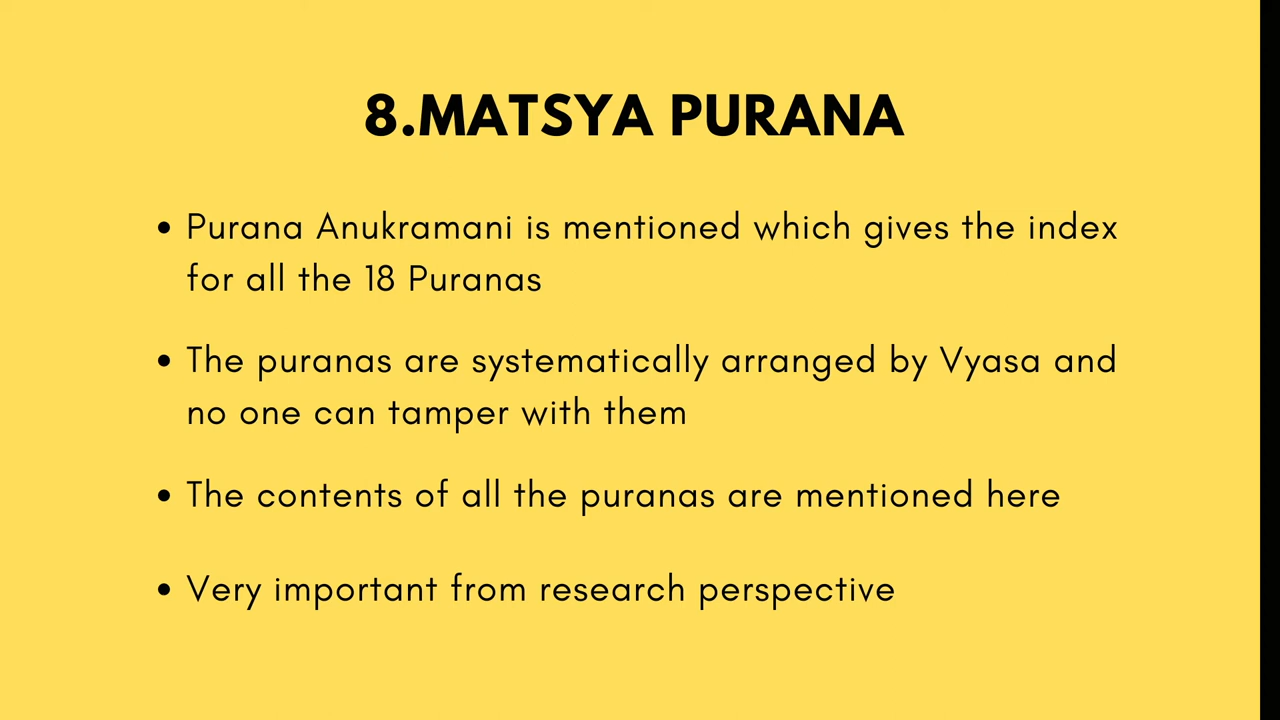 8.MATSYA PURANA
• Purana Anukramani is mentioned which gives the index
for all the 18 Puranas
• The puranas are systematically arranged by Vyasa and
no one can tamper with them
• The contents of all the puranas are mentioned here
• Very important from research perspective